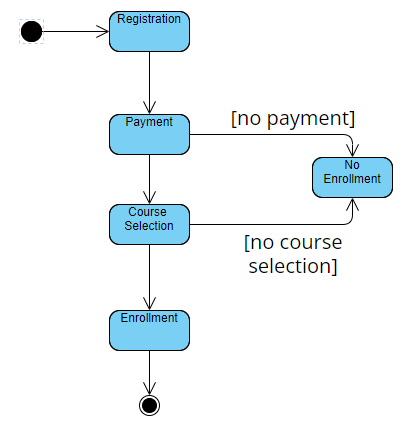 Registration
Payment
[no payment]
No
Enrollment
Course
Selection
[no course
selection]
Enrollment